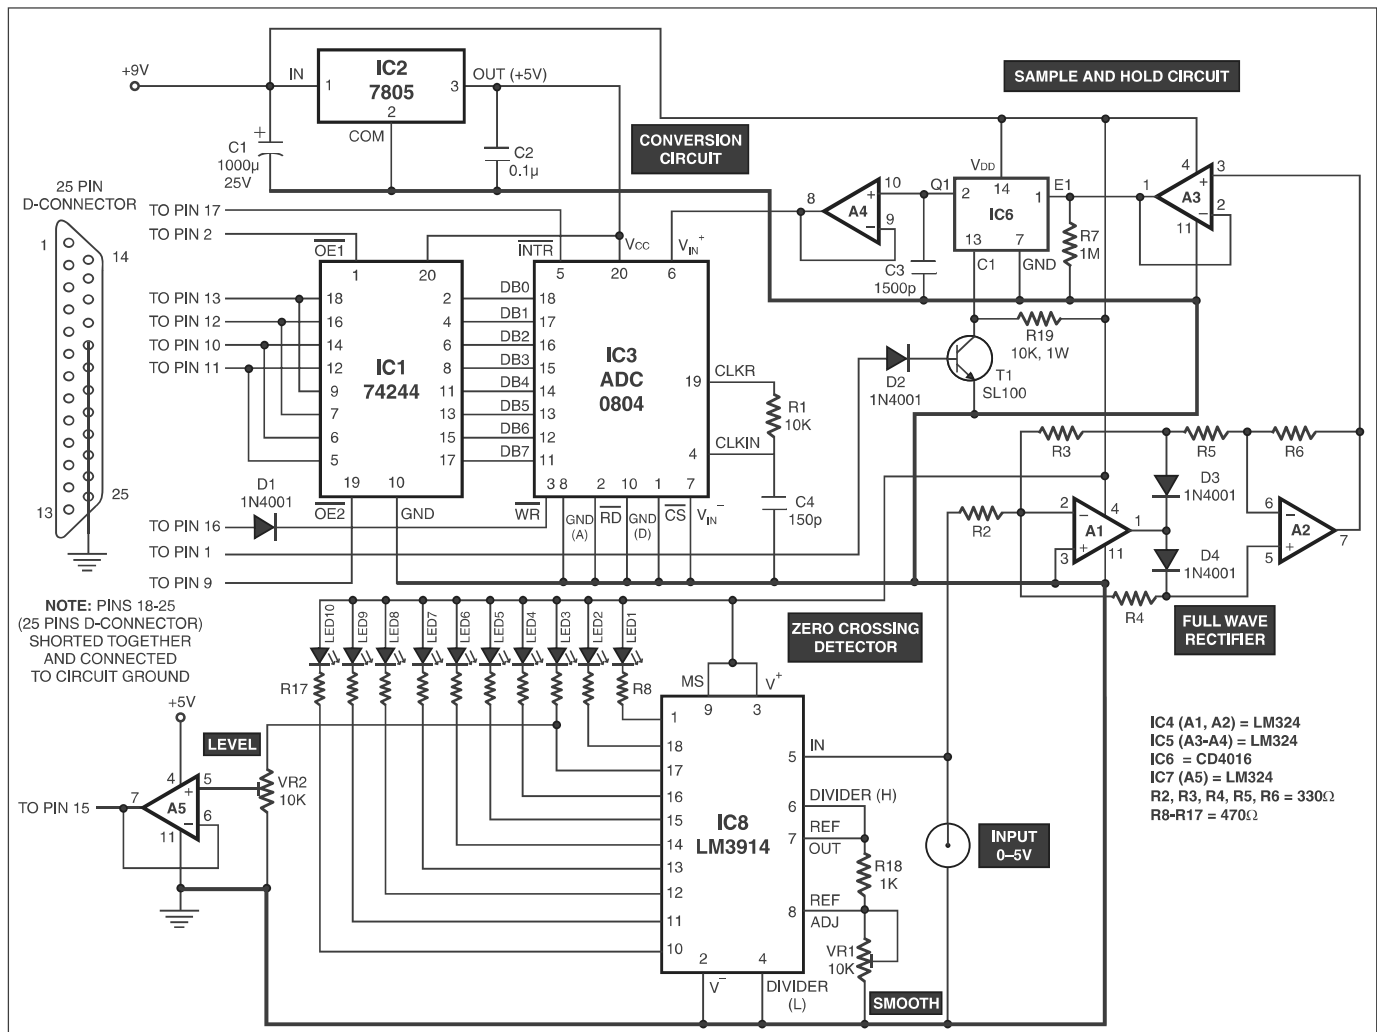 +9V
IN
1
IC2
7805
3
OUT (+5V)
2
COM
C1
+
1000µ
25V
C2
0.1µ
CONVERSION
CIRCUIT
SAMPLE AND HOLD CIRCUIT
VDD
14
Q1
2
IC6
1
E1
13
7
C1
GND
8
A4
10
+
9
−
C3
1500p
R7
1M
4
3
+
1
A3
2
−
11
25 PIN
D-CONNECTOR
1
14
13
25
TO PIN 17
TO PIN 2
TO PIN 13
TO PIN 12
TO PIN 10
TO PIN 11
TO PIN 16
TO PIN 1
TO PIN 9
D1
1N4001
OE1
1
20
18
16
14
12
9
7
6
5
IC1
74244
2
4
6
8
11
13
15
17
19
10
OE2
GND
DB0
DB1
DB2
DB3
DB4
DB5
DB6
DB7
INTR
VCC
VIN+
5
20
6
18
17
16
15
14
13
12
11
IC3
ADC
0804
19
CLKR
4
CLKIN
3
8
2
10
1
7
WR
GND
(A)
RD
GND
(D)
CS
VIN−
R1
10K
C4
150p
R19
10K, 1W
D2
1N4001
T1
SL100
R3
R5
R6
R2
D3
1N4001
2
−
4
A1
1
3
+
11
D4
1N4001
R4
6
−
A2
7
5
+
FULL WAVE
RECTIFIER
NOTE: PINS 18-25
(25 PINS D-CONNECTOR)
SHORTED TOGETHER
AND CONNECTED
TO CIRCUIT GROUND
LED10
LED9
LED8
LED7
LED6
LED5
LED4
LED3
LED2
LED1
R17
R8
ZERO CROSSING
DETECTOR
MS
V+
9
3
1
18
17
16
15
14
13
12
11
10
IC8
LM3914
5
IN
6
DIVIDER (H)
7
REF
OUT
8
REF
ADJ
2
4
V−
DIVIDER
(L)
R18
1K
VR1
10K
SMOOTH
INPUT
0–5V
+5V
LEVEL
4
5
+
7
A5
6
−
11
VR2
10K
TO PIN 15
IC4 (A1, A2) = LM324
IC5 (A3-A4) = LM324
IC6 = CD4016
IC7 (A5) = LM324
R2, R3, R4, R5, R6 = 330Ω
R8-R17 = 470Ω